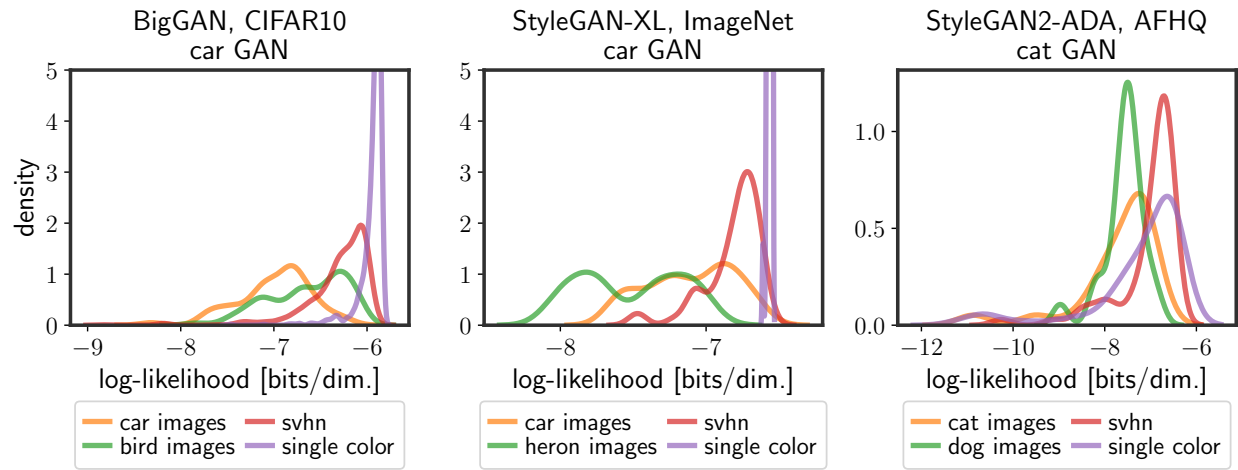 BigGAN, CIFAR10
car GAN
5
4
3
2
1
0
density
−9
−8
−7
−6
log-likelihood [bits/dim.]
car images
svhn
bird images
single color
StyleGAN-XL, ImageNet
car GAN
5
4
3
2
1
0
−8
−7
log-likelihood [bits/dim.]
car images
svhn
heron images
single color
StyleGAN2-ADA, AFHQ
cat GAN
1.0
0.5
0.0
−12
−10
−8
−6
log-likelihood [bits/dim.]
cat images
svhn
dog images
single color